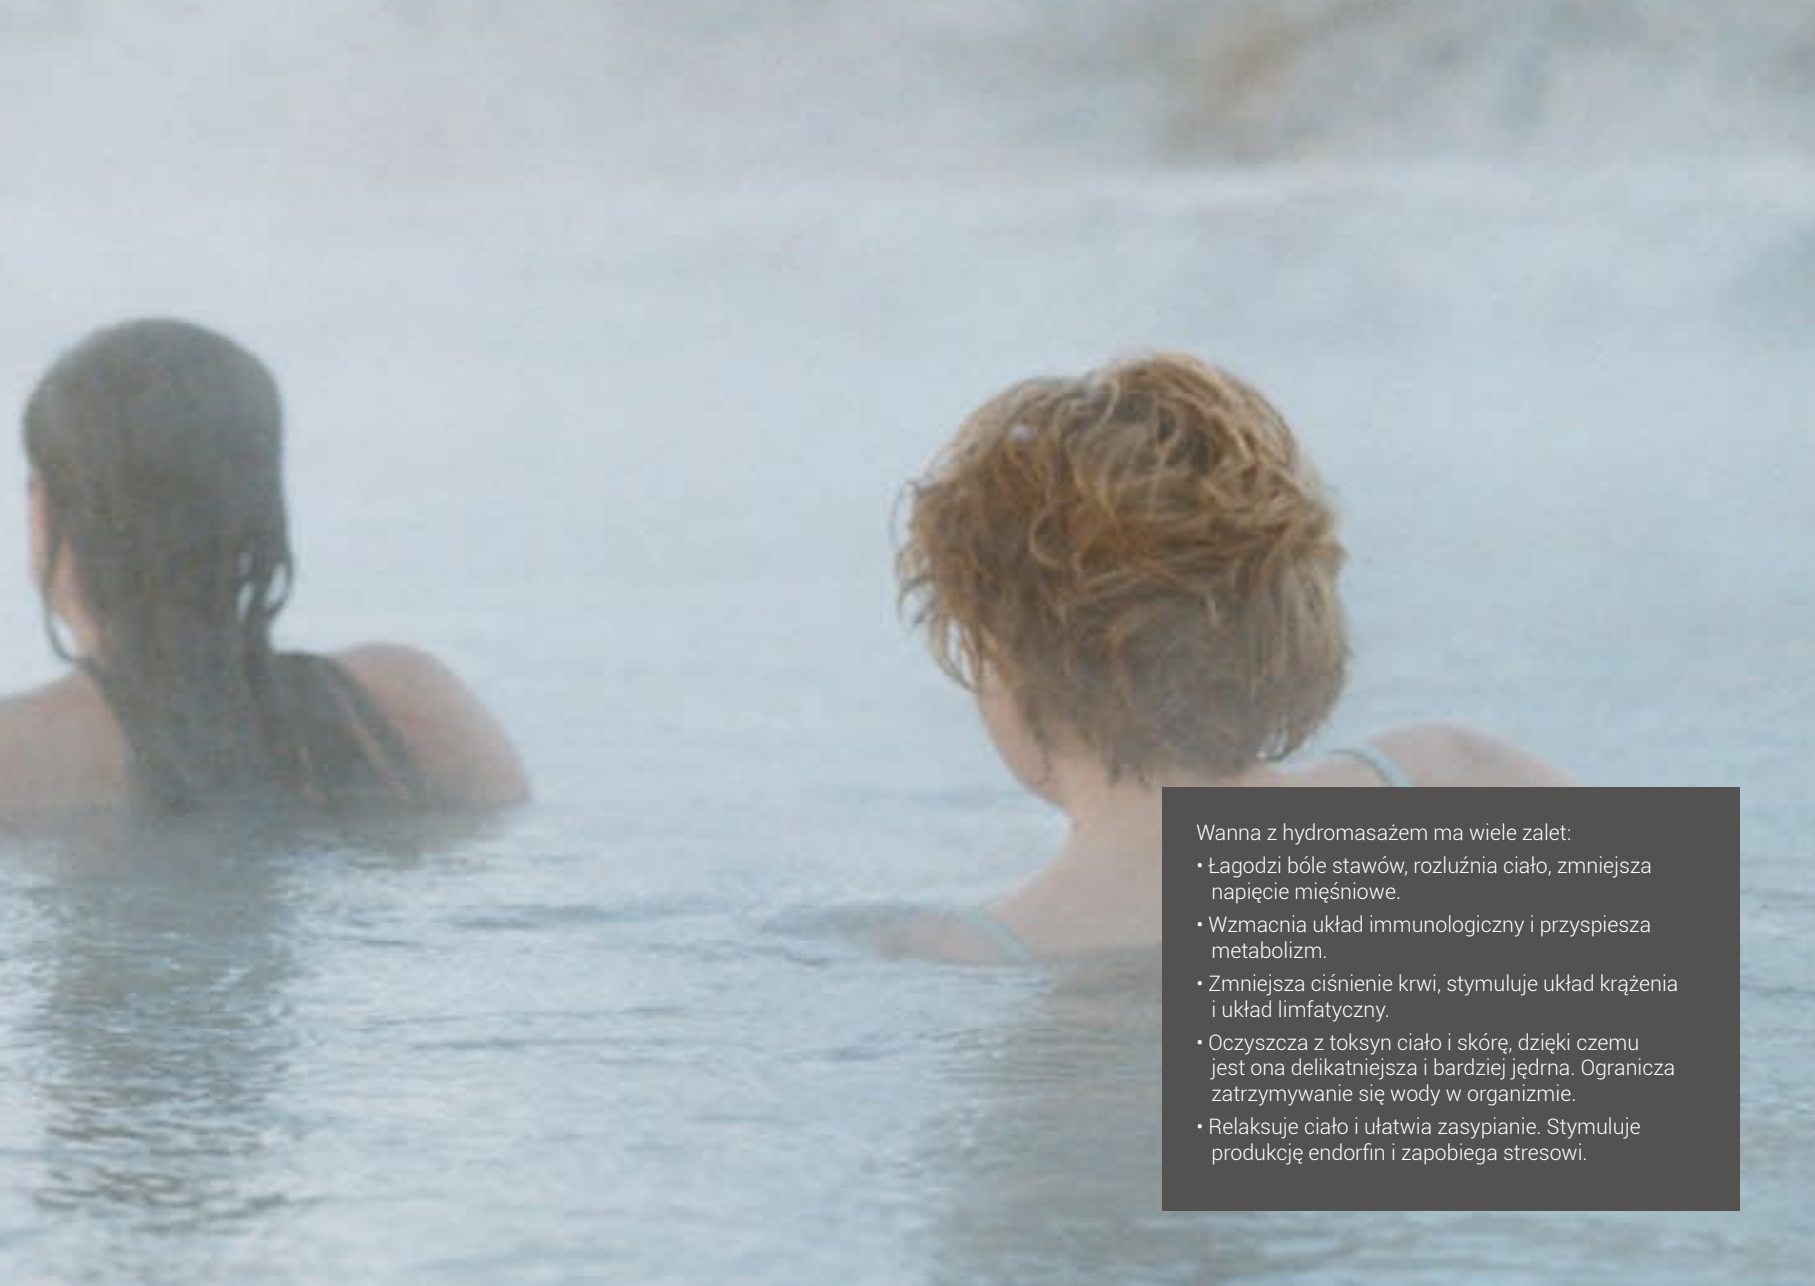 Wanna z hydromasażem ma wiele zalet:
• Łagodzi bóle stawów, rozluźnia ciało, zmniejsza
napięcie mięśniowe.
• Wzmacnia układ immunologiczny i przyspiesza
metabolizm.
• Zmniejsza ciśnienie krwi, stymuluje układ krążenia
i układ limfatyczny.
• Oczyszcza z toksyn ciało i skórę, dzięki czemu
jest ona delikatniejsza i bardziej jędrna. Ogranicza
zatrzymywanie się wody w organizmie.
• Relaksuje ciało i ułatwia zasypianie. Stymuluje
produkcję endorfin i zapobiega stresowi.